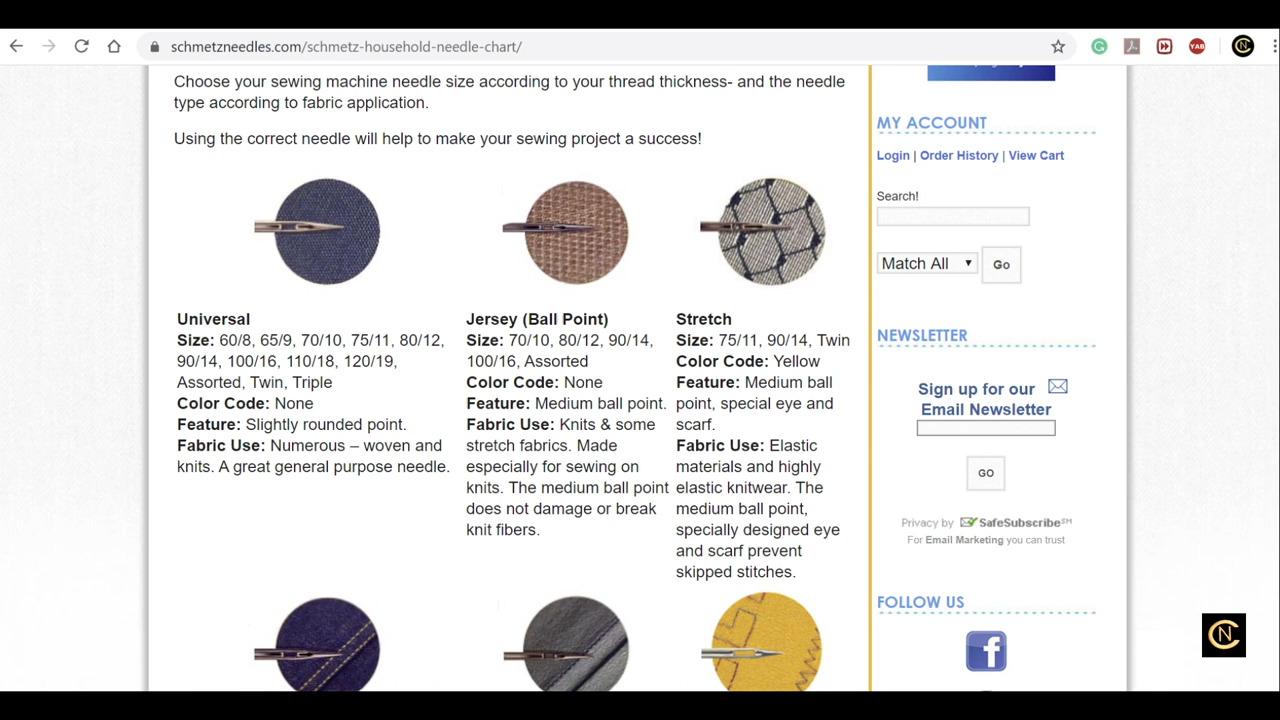 schmetzneedles.com/schmetz-household-needle-chart/
YAB
Choose your sewing machine needle size according to your thread thickness- and the needle
type according to fabric application.
Using the correct needle will help to make your sewing project a success!
Universal
Size: 60/8, 65/9, 70/10, 75/11, 80/12,
90/14, 100/16, 110/18, 120/19,
Assorted, Twin, Triple
Color Code: None
Feature: Slightly rounded point.
Fabric Use: Numerous – woven and
knits. A great general purpose needle.
Jersey (Ball Point)
Size: 70/10, 80/12, 90/14,
100/16, Assorted
Color Code: None
Feature: Medium ball point.
Fabric Use: Knits & some
stretch fabrics. Made
especially for sewing on
knits. The medium ball point
does not damage or break
knit fibers.
Stretch
Size: 75/11, 90/14, Twin
Color Code: Yellow
Feature: Medium ball
point, special eye and
scarf.
Fabric Use: Elastic
materials and highly
elastic knitwear. The
medium ball point,
specially designed eye
and scarf prevent
skipped stitches.
MY ACCOUNT
Login | Order History | View Cart
Search!
Match All
Go
NEWSLETTER
Sign up for our
Email Newsletter
GO
Privacy by SafeSubscribe℠
For Email Marketing you can trust
FOLLOW US